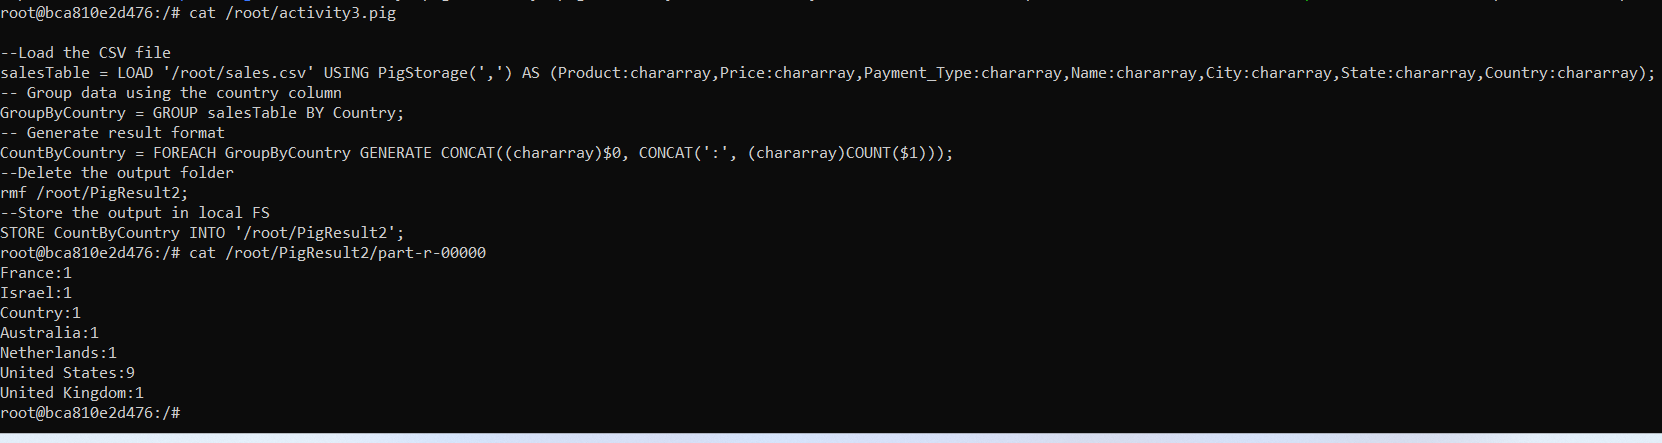 root@bca810e2d476:/# cat /root/activity3.pig
--Load the CSV file
salesTable = LOAD '/root/sales.csv' USING PigStorage(',') AS (Product:chararray,Price:chararray,Payment_Type:chararray,Name:chararray,City:chararray,State:chararray,Country:chararray);
-- Group data using the country column
GroupByCountry = GROUP salesTable BY Country;
-- Generate result format
CountByCountry = FOREACH GroupByCountry GENERATE CONCAT((chararray)$0, CONCAT(':', (chararray)COUNT($1)));
--Delete the output folder
rmf /root/PigResult2;
--Store the output in local FS
STORE CountByCountry INTO '/root/PigResult2';
root@bca810e2d476:/# cat /root/PigResult2/part-r-00000
France:1
Israel:1
Country:1
Australia:1
Netherlands:1
United States:9
United Kingdom:1
root@bca810e2d476:/#